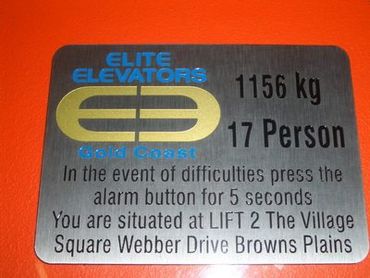 ELITE
ELEVATORS
Gold Coast
1156 kg
17 Person
In the event of difficulties press the
alarm button for 5 seconds
You are situated at LIFT 2 The Village
Square Webber Drive Browns Plains